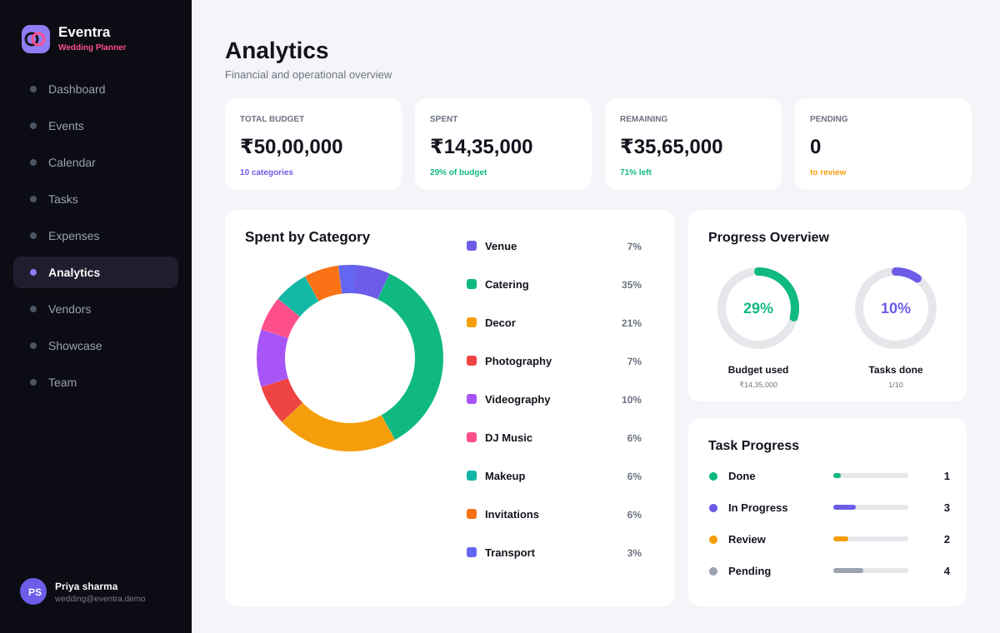 Eventra
Wedding Planner
Dashboard
Events
Calendar
Tasks
Expenses
Analytics
Vendors
Showcase
Team
PS
Priya sharma
wedding@eventra.demo
Analytics
Financial and operational overview
TOTAL BUDGET
₹50,00,000
10 categories
SPENT
₹14,35,000
29% of budget
REMAINING
₹35,65,000
71% left
PENDING
0
to review
Spent by Category
Venue 7%
Catering 35%
Decor 21%
Photography 7%
Videography 10%
DJ Music 6%
Makeup 6%
Invitations 6%
Transport 3%
Progress Overview
29%
Budget used
₹14,35,000
10%
Tasks done
1/10
Task Progress
Done 1
In Progress 3
Review 2
Pending 4